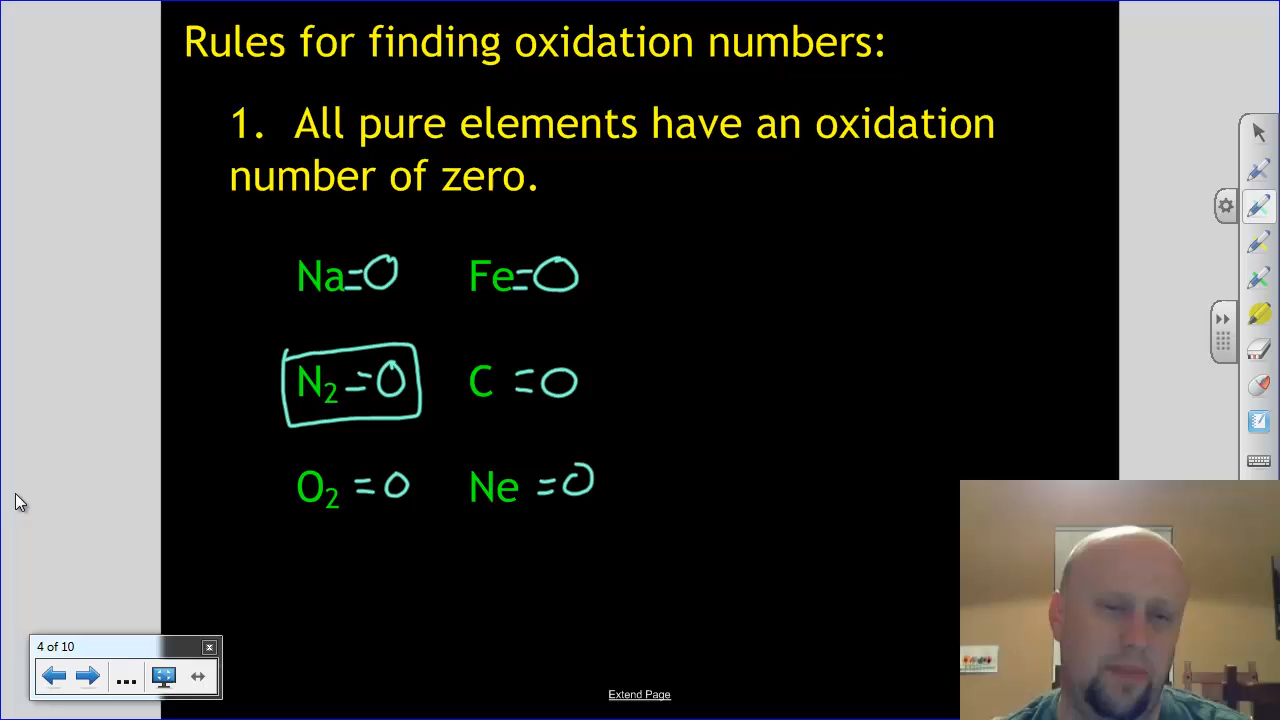 Rules for finding oxidation numbers:
1. All pure elements have an oxidation
number of zero.
Na=0 Fe=0
N₂=0 C =0
O₂ =0 Ne =0
4 of 10
...
Extend Page